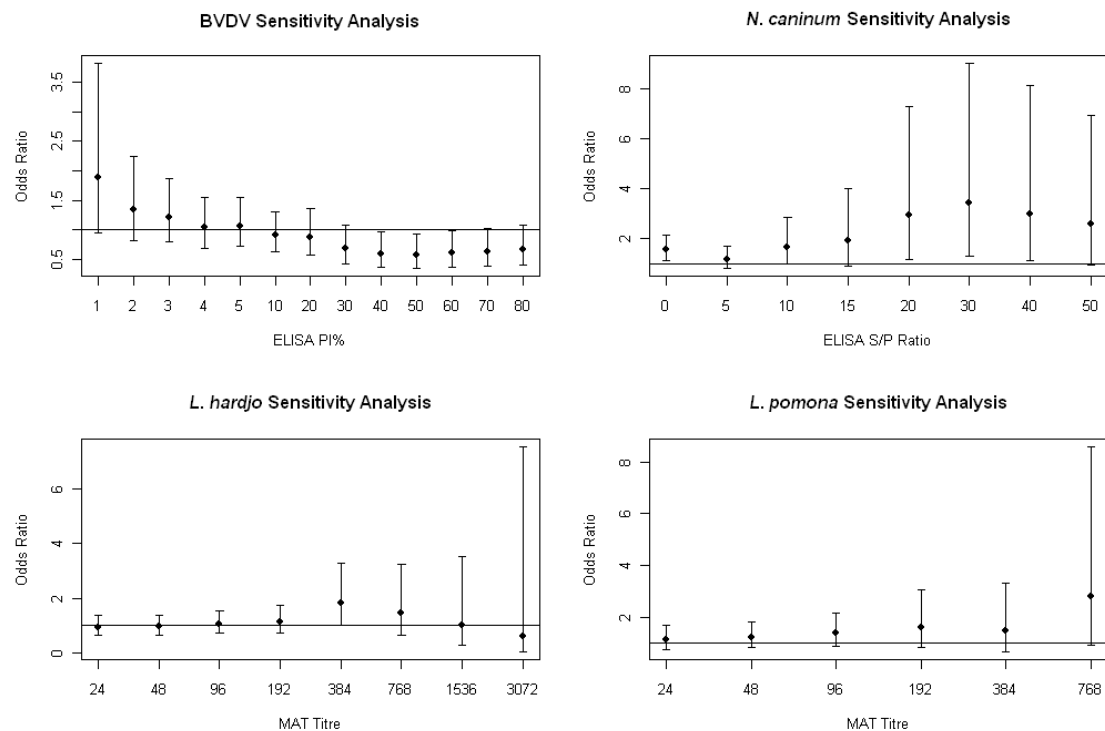 BVDV Sensitivity Analysis
Odds Ratio
0.5 1.5 2.5 3.5
1 2 3 4 5 10 20 30 40 50 60 70 80
ELISA PI%
N. caninum Sensitivity Analysis
Odds Ratio
2 4 6 8
0 5 10 15 20 30 40 50
ELISA S/P Ratio
L. hardjo Sensitivity Analysis
Odds Ratio
0 2 4 6
24 48 96 192 384 768 1536 3072
MAT Titre
L. pomona Sensitivity Analysis
Odds Ratio
2 4 6 8
24 48 96 192 384 768
MAT Titre